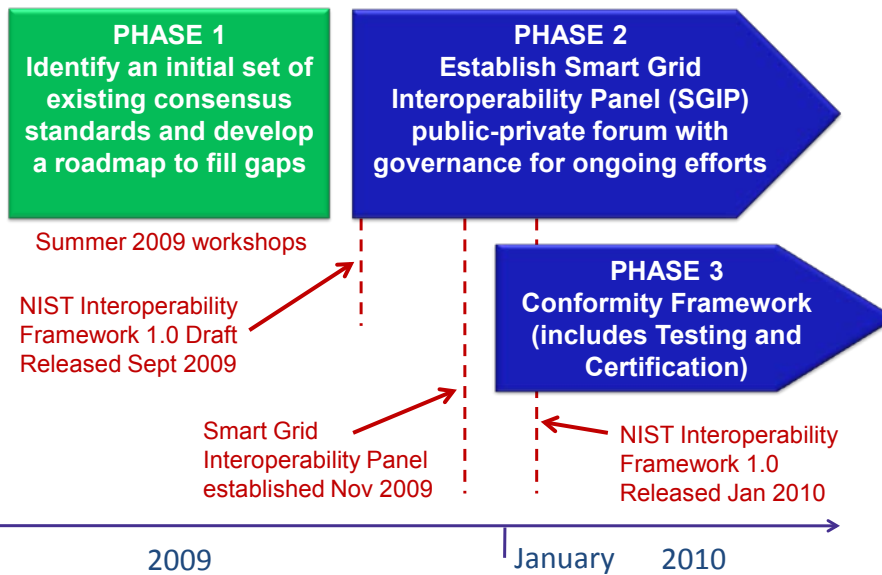 PHASE 1
Identify an initial set of
existing consensus
standards and develop
a roadmap to fill gaps
PHASE 2
Establish Smart Grid
Interoperability Panel (SGIP)
public-private forum with
governance for ongoing efforts
Summer 2009 workshops
PHASE 3
Conformity Framework
(includes Testing and
Certification)
NIST Interoperability
Framework 1.0 Draft
Released Sept 2009
Smart Grid
Interoperability Panel
established Nov 2009
NIST Interoperability
Framework 1.0
Released Jan 2010
2009
January 2010